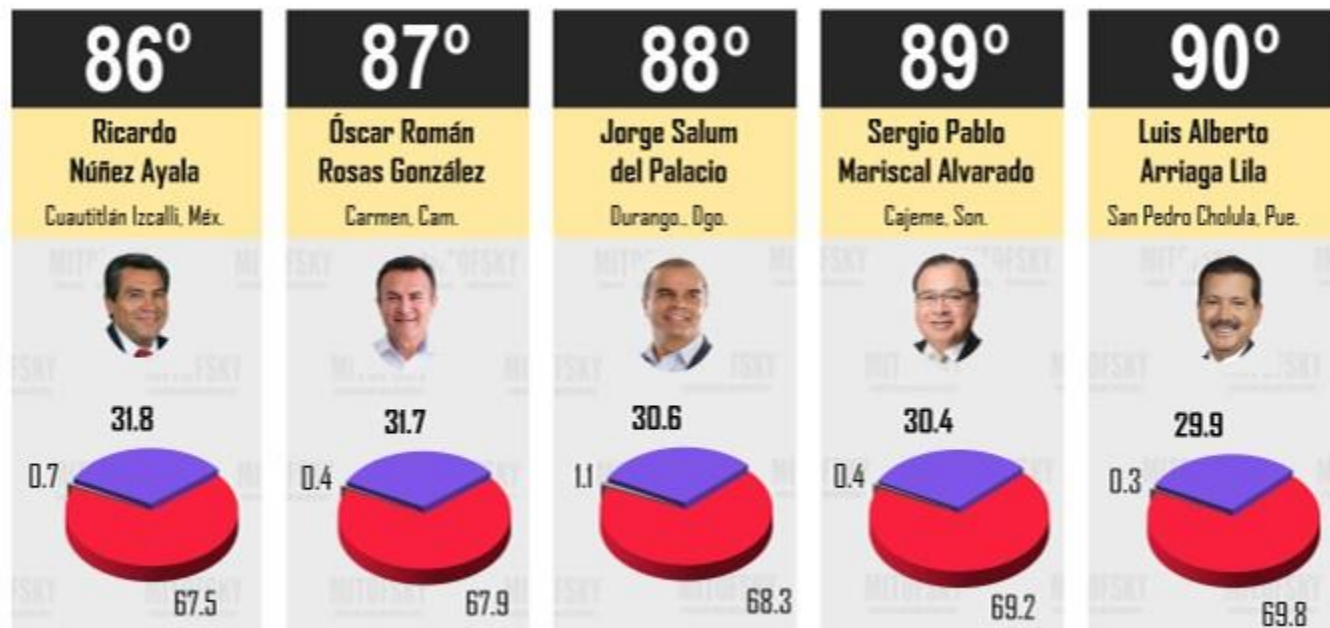 86º
Ricardo
Núñez Ayala
Cuautitlán Izcalli, Méx.
31.8
0.7
67.5
87º
Óscar Román
Rosas González
Carmen, Cam.
31.7
0.4
67.9
88º
Jorge Salum
del Palacio
Durango., Dgo.
30.6
1.1
68.3
89º
Sergio Pablo
Mariscal Alvarado
Cajeme, Son.
30.4
0.4
69.2
90º
Luis Alberto
Arriaga Lila
San Pedro Cholula, Pue.
29.9
0.3
69.8
MITOFSKY